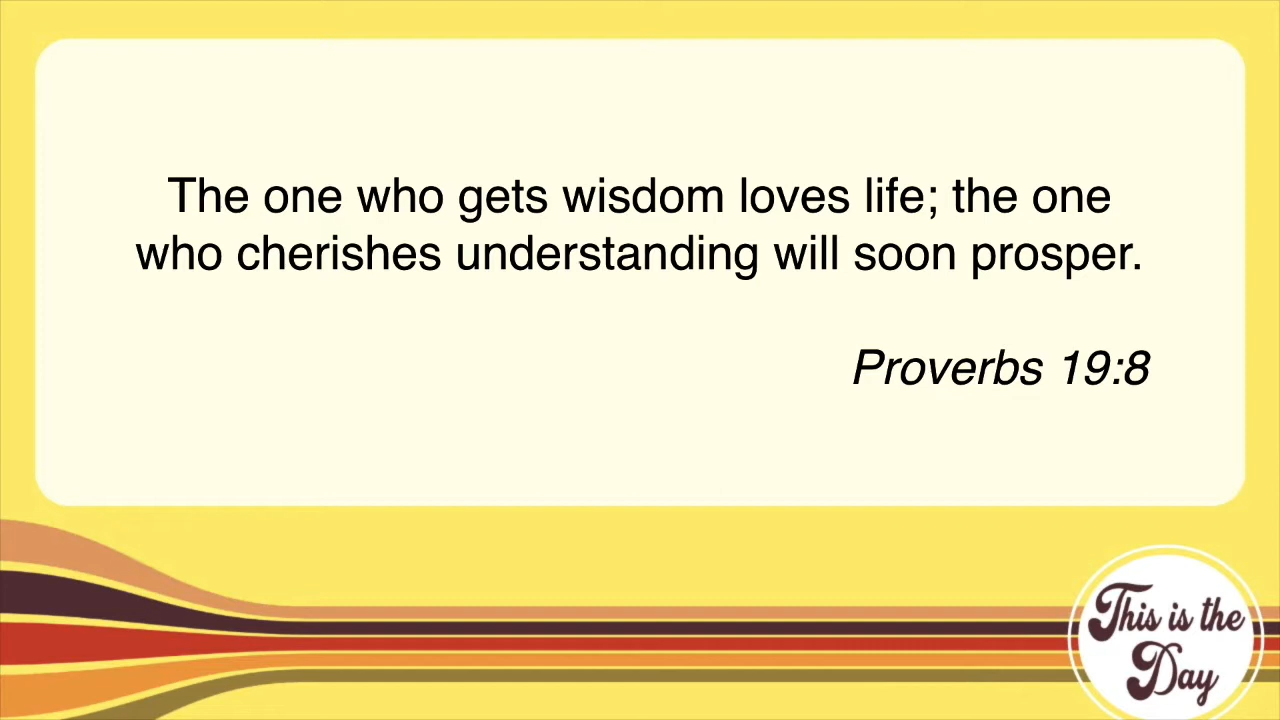 The one who gets wisdom loves life; the one
who cherishes understanding will soon prosper.
Proverbs 19:8
This is the
Day